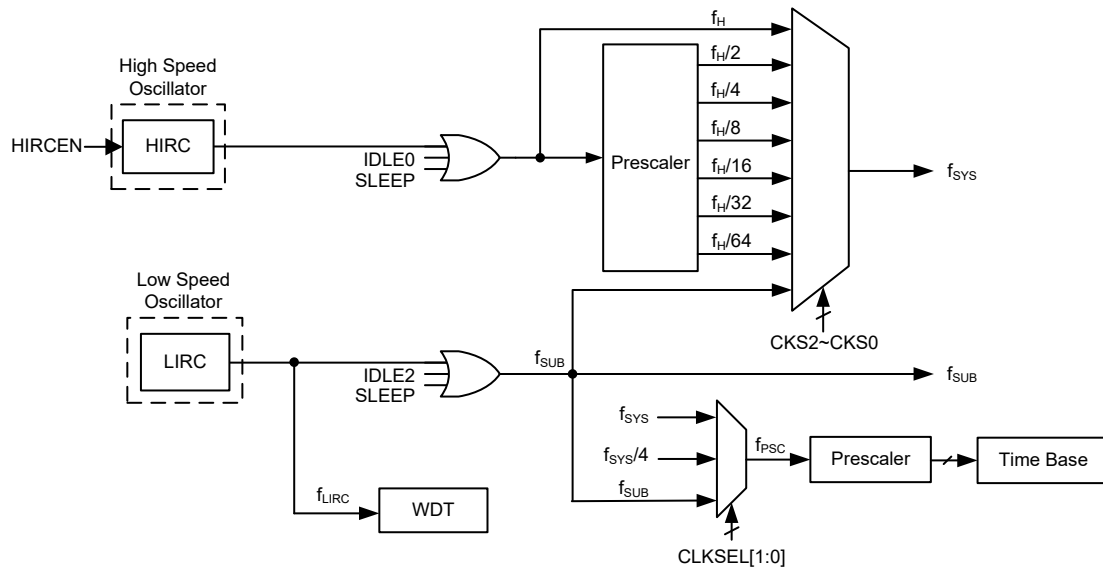 High Speed
Oscillator
HIRCEN
HIRC
IDLE0
SLEEP
Prescaler
fH
fH/2
fH/4
fH/8
fH/16
fH/32
fH/64
fSYS
CKS2~CKS0
Low Speed
Oscillator
LIRC
IDLE2
SLEEP
fSUB
fSUB
fSYS
fSYS/4
fSUB
fPSC
Prescaler
Time Base
CLKSEL[1:0]
fLIRC
WDT